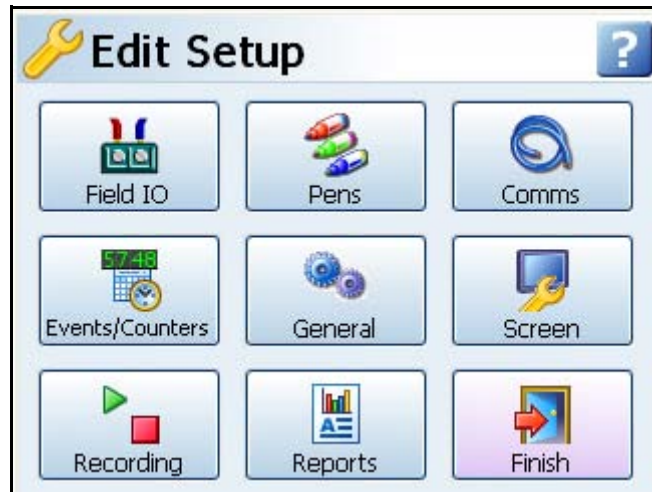 Edit Setup
?
Field IO
Pens
Comms
57:48
Events/Counters
General
Screen
Recording
Reports
A
Finish